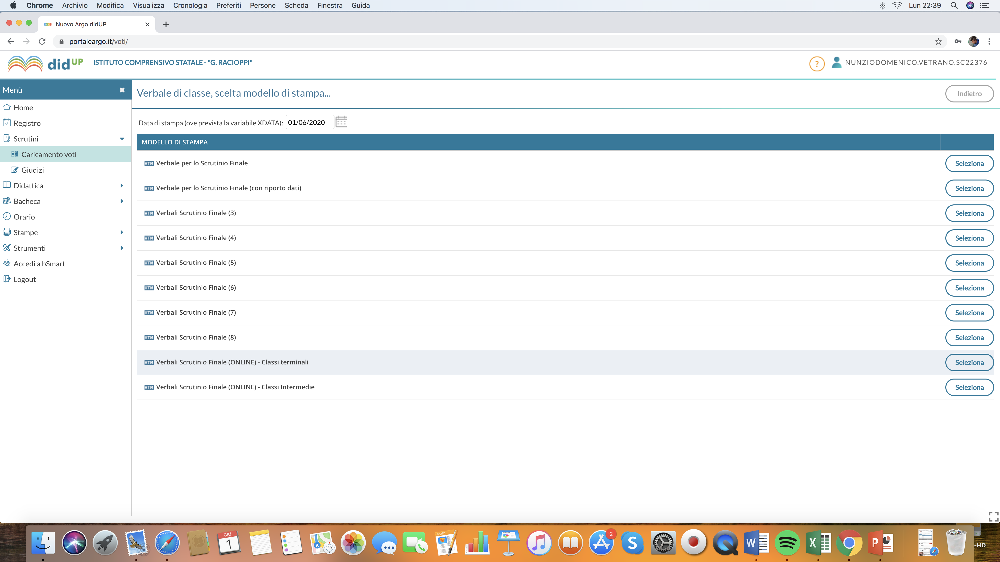 Chrome Archivio Modifica Visualizza Cronologia Preferiti Persone Scheda Finestra Guida Lun 22:39
Nuovo Argo didUP
portaleargo.it/voti/
didUP ISTITUTO COMPRENSIVO STATALE - "G. RACIOPPI" ? NUNZIODOMENICO.VETRANO.SC22376
Menù
Home
Registro
Scrutini
Caricamento voti
Giudizi
Didattica
Bacheca
Orario
Stampe
Strumenti
Accedi a bSmart
Logout
Verbale di classe, scelta modello di stampa... Indietro
Data di stampa (ove prevista la variabile XDATA): 01/06/2020
MODELLO DI STAMPA
HTM Verbale per lo Scrutinio Finale Seleziona
HTM Verbale per lo Scrutinio Finale (con riporto dati) Seleziona
HTM Verbali Scrutinio Finale (3) Seleziona
HTM Verbali Scrutinio Finale (4) Seleziona
HTM Verbali Scrutinio Finale (5) Seleziona
HTM Verbali Scrutinio Finale (6) Seleziona
HTM Verbali Scrutinio Finale (7) Seleziona
HTM Verbali Scrutinio Finale (8) Seleziona
HTM Verbali Scrutinio Finale (ONLINE) - Classi terminali Seleziona
HTM Verbali Scrutinio Finale (ONLINE) - Classi Intermedie Seleziona
GIU
1
3D
PAGES
2
S
W
X
P
-HD